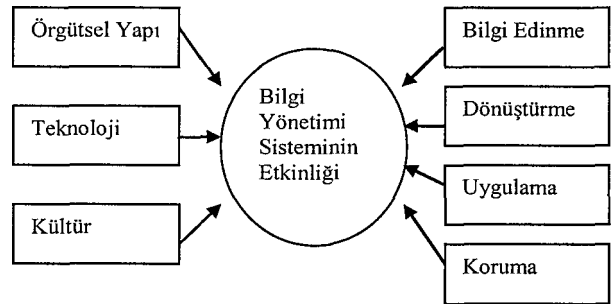 Örgütsel Yapı
Teknoloji
Kültür
Bilgi
Yönetimi
Sisteminin
Etkinliği
Bilgi Edinme
Dönüştürme
Uygulama
Koruma